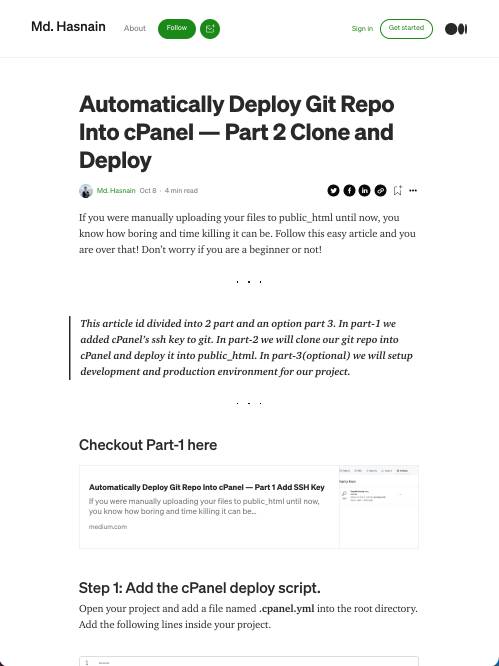 Md. Hasnain
About
Follow
Sign in
Get started
Automatically Deploy Git Repo
Into cPanel — Part 2 Clone and
Deploy
Md. Hasnain Oct 8 · 4 min read
If you were manually uploading your files to public_html until now, you
know how boring and time killing it can be. Follow this easy article and you
are over that! Don't worry if you are a beginner or not!
. . .
This article id divided into 2 part and an option part 3. In part-1 we
added cPanel's ssh key to git. In part-2 we will clone our git repo into
cPanel and deploy it into public_html. In part-3(optional) we will setup
development and production environment for our project.
. . .
Checkout Part-1 here
Automatically Deploy Git Repo Into cPanel — Part 1 Add SSH Key
If you were manually uploading your files to public_html until now,
you know how boring and time killing it can be…
medium.com
Step 1: Add the cPanel deploy script.
Open your project and add a file named .cpanel.yml into the root directory.
Add the following lines inside your project.
1